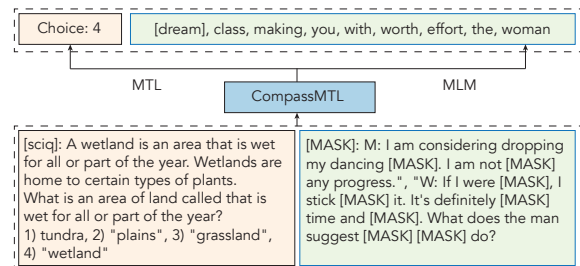 Choice: 4
[dream], class, making, you, with, worth, effort, the, woman
MTL
MLM
CompassMTL
[sciq]: A wetland is an area that is wet
for all or part of the year. Wetlands are
home to certain types of plants.
What is an area of land called that is
wet for all or part of the year?
1) tundra, 2) "plains", 3) "grassland",
4) "wetland"
[MASK]: M: I am considering dropping
my dancing [MASK]. I am not [MASK]
any progress.", "W: If I were [MASK], I
stick [MASK] it. It's definitely [MASK]
time and [MASK]. What does the man
suggest [MASK] [MASK] do?